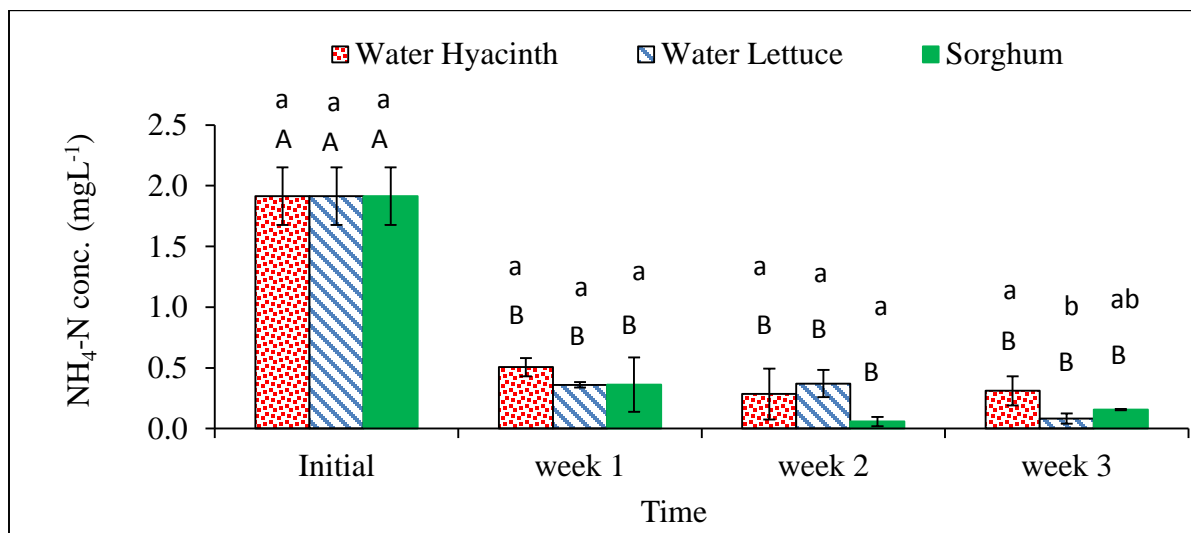 Water Hyacinth Water Lettuce Sorghum
a a a a a a a a a a b ab
A A A B B B B B B B B B
NH₄-N conc. (mgL⁻¹)
2.5
2.0
1.5
1.0
0.5
0.0
Initial week 1 week 2 week 3
Time